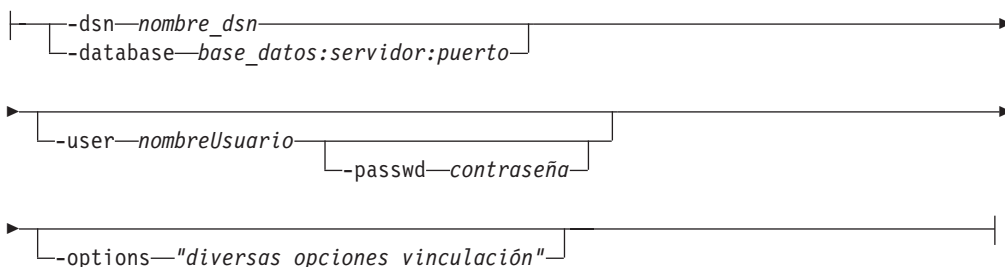 -dsn nombre_dsn
-database base_datos:servidor:puerto
-user nombreUsuario
-passwd contraseña
-options "diversas opciones vinculación"